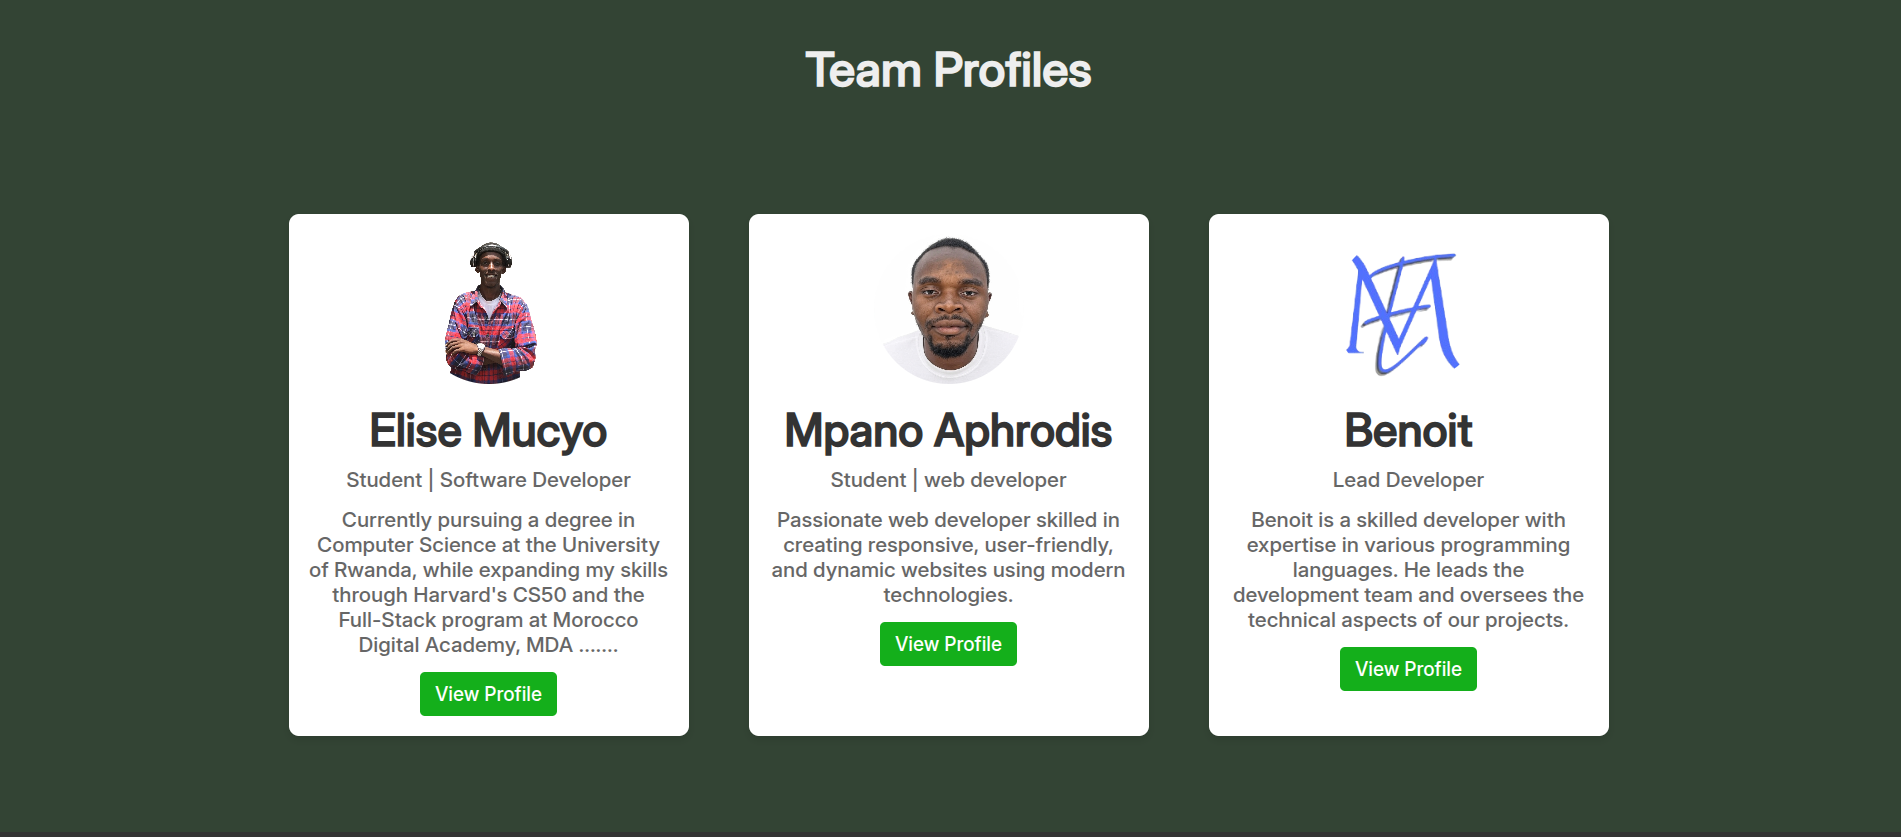 Team Profiles
Elise Mucyo
Student | Software Developer
Currently pursuing a degree in
Computer Science at the University
of Rwanda, while expanding my skills
through Harvard's CS50 and the
Full-Stack program at Morocco
Digital Academy, MDA .......
View Profile
Mpano Aphrodis
Student | web developer
Passionate web developer skilled in
creating responsive, user-friendly,
and dynamic websites using modern
technologies.
View Profile
Benoit
Lead Developer
Benoit is a skilled developer with
expertise in various programming
languages. He leads the
development team and oversees the
technical aspects of our projects.
View Profile